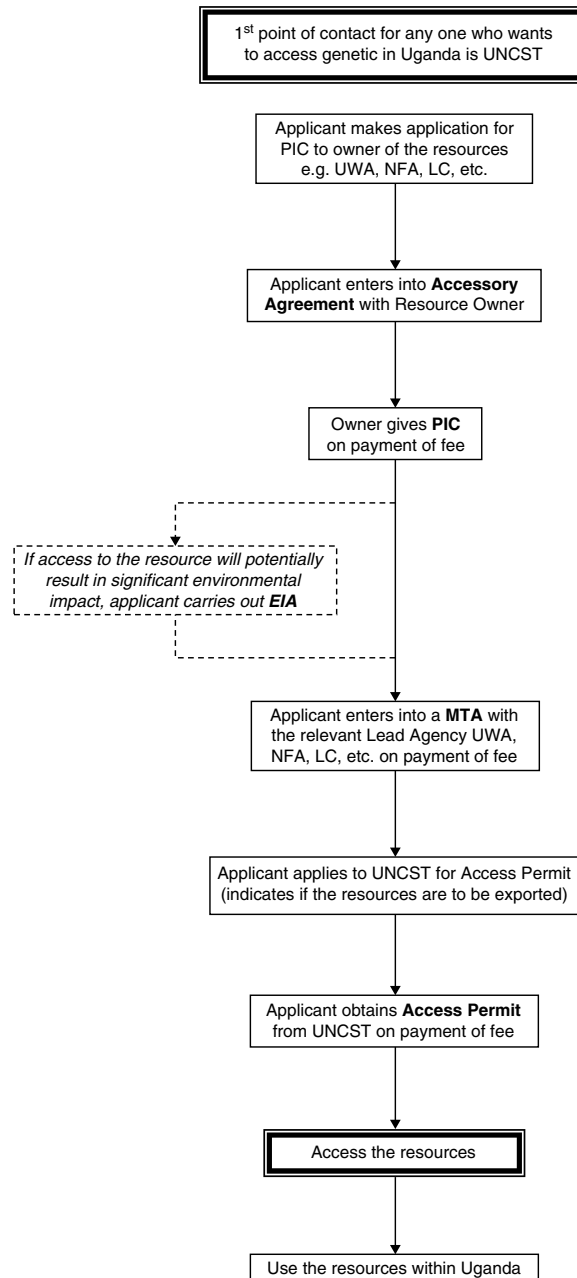 1st point of contact for any one who wants
to access genetic in Uganda is UNCST
Applicant makes application for
PIC to owner of the resources
e.g. UWA, NFA, LC, etc.
Applicant enters into Accessory
Agreement with Resource Owner
Owner gives PIC
on payment of fee
If access to the resource will potentially
result in significant environmental
impact, applicant carries out EIA
Applicant enters into a MTA with
the relevant Lead Agency UWA,
NFA, LC, etc. on payment of fee
Applicant applies to UNCST for Access Permit
(indicates if the resources are to be exported)
Applicant obtains Access Permit
from UNCST on payment of fee
Access the resources
Use the resources within Uganda